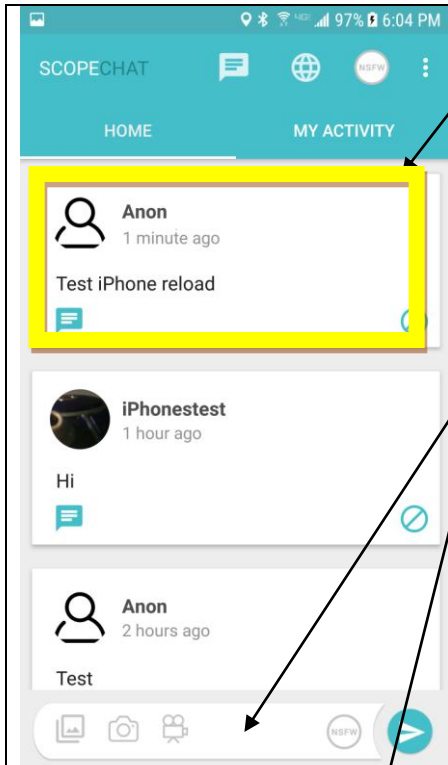 97% 6:04 PM
SCOPECHAT NSFW
HOME MY ACTIVITY
Anon
1 minute ago
Test iPhone reload
iPhonestest
1 hour ago
Hi
Anon
2 hours ago
Test
NSFW